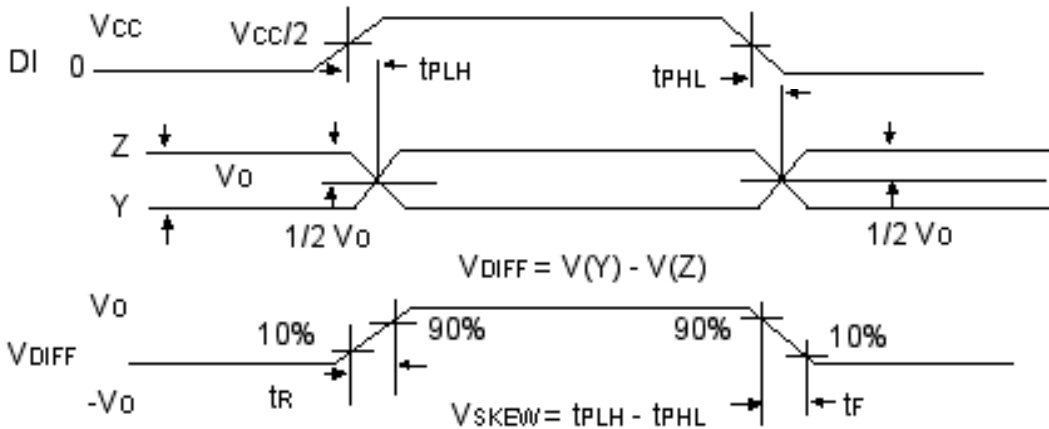 VCC
VCC/2
DI 0
tPLH
tPHL
Z
VO
Y
1/2 VO
1/2 VO
VDIFF = V(Y) - V(Z)
VO
10%
90%
90%
10%
VDIFF
-VO
tR
VSKEW = tPLH - tPHL
tF